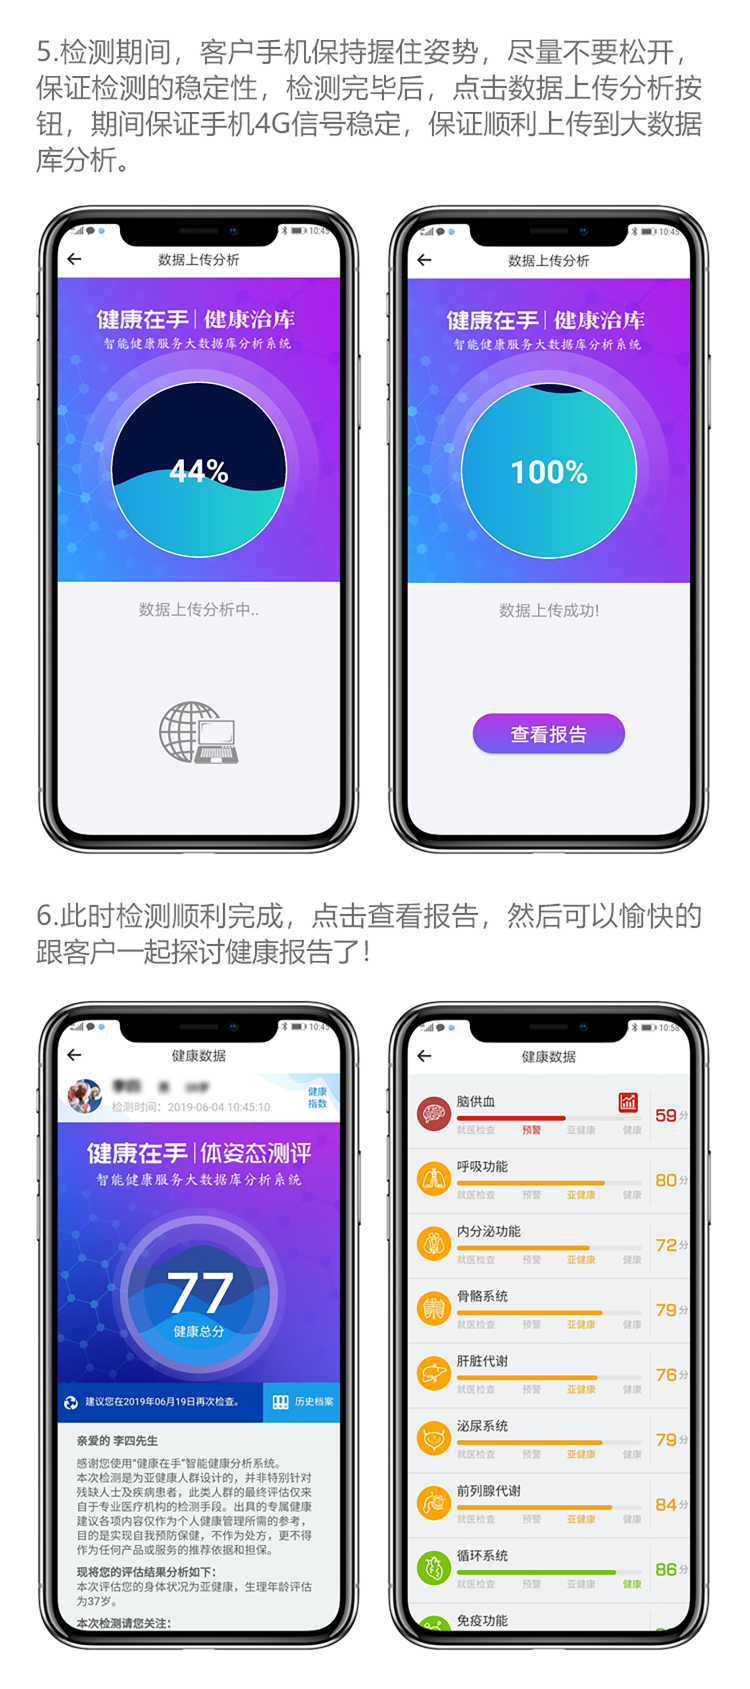 5.检测期间，客户手机保持握住姿势，尽量不要松开，
保证检测的稳定性，检测完毕后，点击数据上传分析按
钮，期间保证手机4G信号稳定，保证顺利上传到大数据
库分析。
10:45
数据上传分析
健康在手|健康治库
智能健康服务大数据库分析系统
44%
数据上传分析中..
10:45
数据上传分析
健康在手|健康治库
智能健康服务大数据库分析系统
100%
数据上传成功!
查看报告
6.此时检测顺利完成，点击查看报告，然后可以愉快的
跟客户一起探讨健康报告了！
10:45
健康数据
检测时间：2019-06-04 10:45:10
健康
指数
健康在手|体姿态测评
智能健康服务大数据库分析系统
77
健康总分
建议您在2019年06月19日再次检查。
历史档案
亲爱的 李四先生
感谢您使用“健康在手”智能健康分析系统。
本次检测是为亚健康人群设计的，并非特别针对
残缺人士及疾病患者，此类人群的最终评估仅来
自于专业医疗机构的检测手段。出具的专属健康
建议各项内容仅作为个人健康管理所需的参考，
目的是实现自我预防保健，不作为处方，更不得
作为任何产品或服务的推荐依据和担保。
现将您的评估结果分析如下：
本次评估您的身体状况为亚健康，生理年龄评估
为37岁。
本次检测请您关注：
10:58
健康数据
脑供血
就医检查 预警 亚健康 健康
59分
呼吸功能
就医检查 预警 亚健康 健康
80分
内分泌功能
就医检查 预警 亚健康 健康
72分
骨骼系统
就医检查 预警 亚健康 健康
79分
肝脏代谢
就医检查 预警 亚健康 健康
76分
泌尿系统
就医检查 预警 亚健康 健康
79分
前列腺代谢
就医检查 预警 亚健康 健康
84分
循环系统
就医检查 预警 亚健康 健康
86分
免疫功能